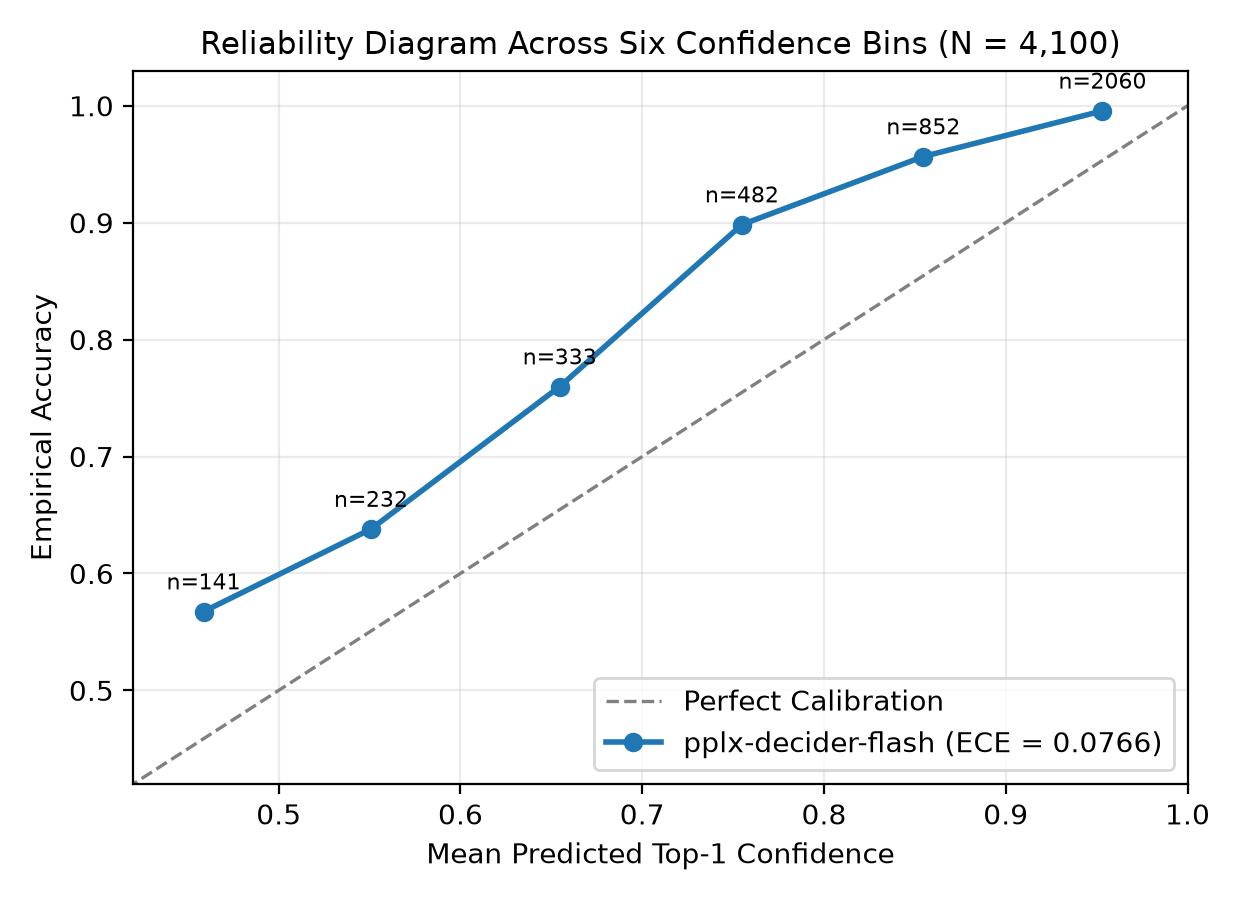 Reliability Diagram Across Six Confidence Bins (N = 4,100)
n=2060
n=852
n=482
n=333
n=232
n=141
1.0
0.9
0.8
0.7
0.6
0.5
Empirical Accuracy
Perfect Calibration
pplx-decider-flash (ECE = 0.0766)
0.5 0.6 0.7 0.8 0.9 1.0
Mean Predicted Top-1 Confidence